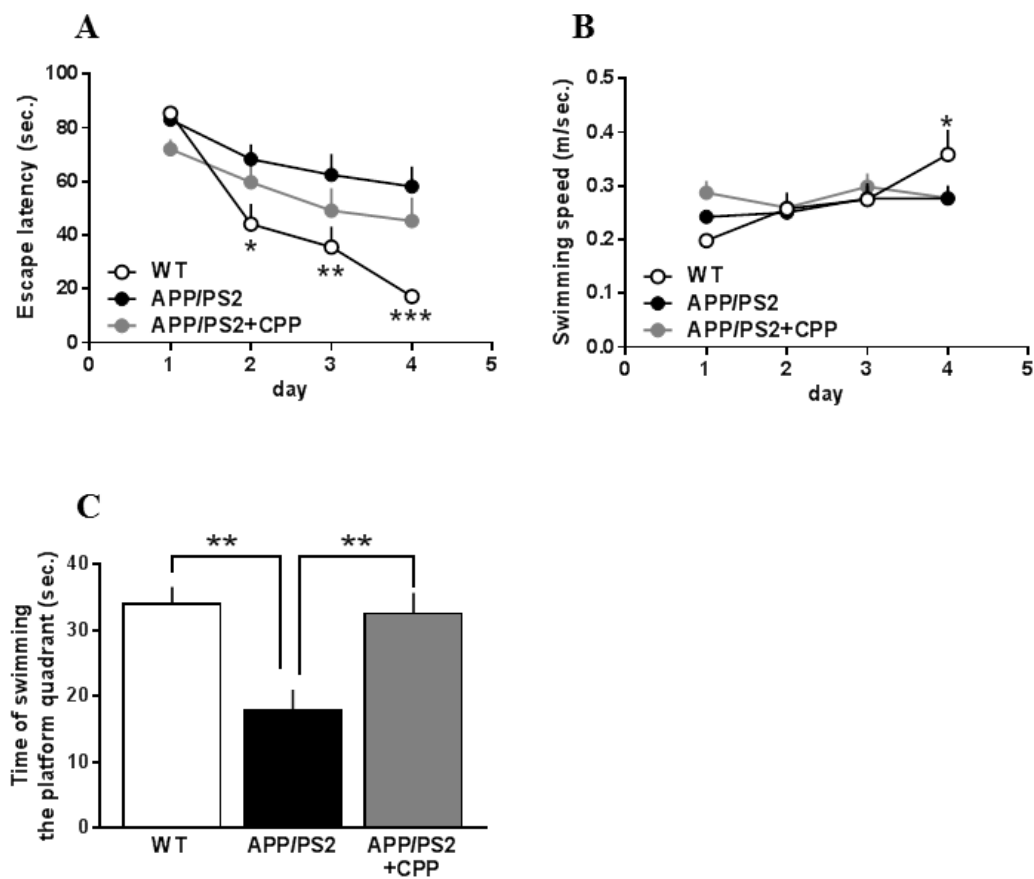 A
Escape latency (sec.)
100
80
60
40
20
0
*
**
***
WT
APP/PS2
APP/PS2+CPP
0 1 2 3 4 5
day
B
Swimming speed (m/sec.)
0.5
0.4
0.3
0.2
0.1
0.0
*
WT
APP/PS2
APP/PS2+CPP
0 1 2 3 4 5
day
C
Time of swimming
the platform quadrant (sec.)
40
30
20
10
0
** **
WT APP/PS2 APP/PS2
+CPP